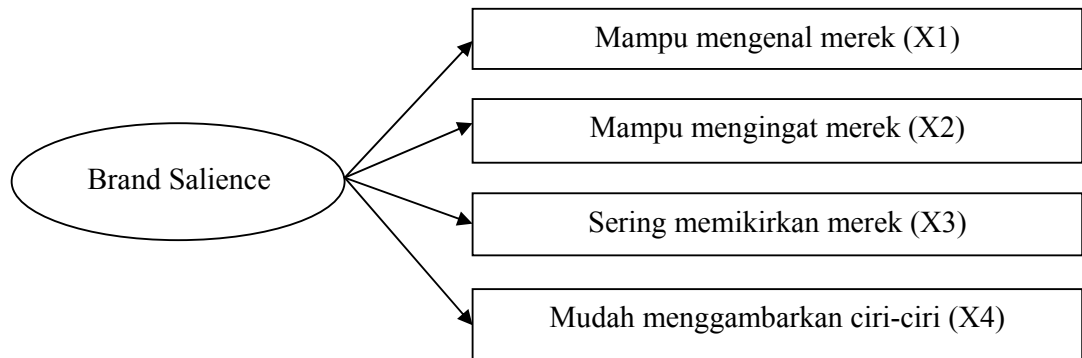 Mampu mengenal merek (X1)
Mampu mengingat merek (X2)
Brand Salience
Sering memikirkan merek (X3)
Mudah menggambarkan ciri-ciri (X4)